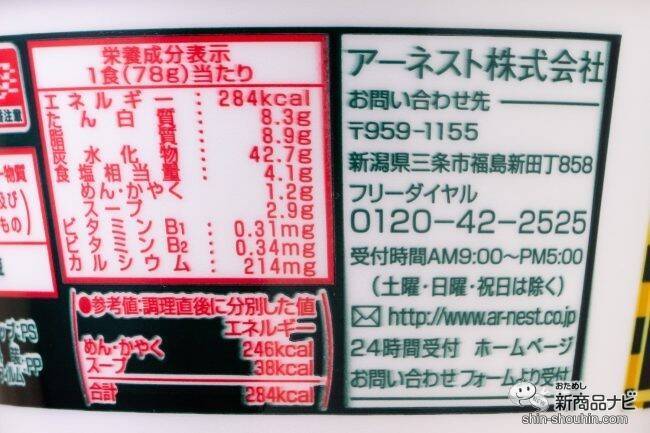 栄養成分表示
1食(78g)当たり
エネルギー : 284kcal
たん白質 : 8.3g
脂質 : 8.9g
炭水化物 : 42.7g
食塩相当量 : 4.1g
めん・かやく : 1.2g
スープ : 2.9g
ビタミンB1 : 0.31mg
ビタミンB2 : 0.34mg
カルシウム : 214mg
●参考値:調理直後に分別した値
エネルギー
めん・かやく 246kcal
スープ 38kcal
合計 284kcal
アーネスト株式会社
お問い合わせ先
〒959-1155
新潟県三条市福島新田丁858
フリーダイヤル
0120-42-2525
受付時間AM9:00~PM5:00
(土曜・日曜・祝日は除く)
http://www.ar-nest.co.jp
24時間受付 ホームページ
お問い合わせフォームより受付
注意
物質
及び
もの)
PS
PP
おためし
新商品ナビ
shin-shouhin.com